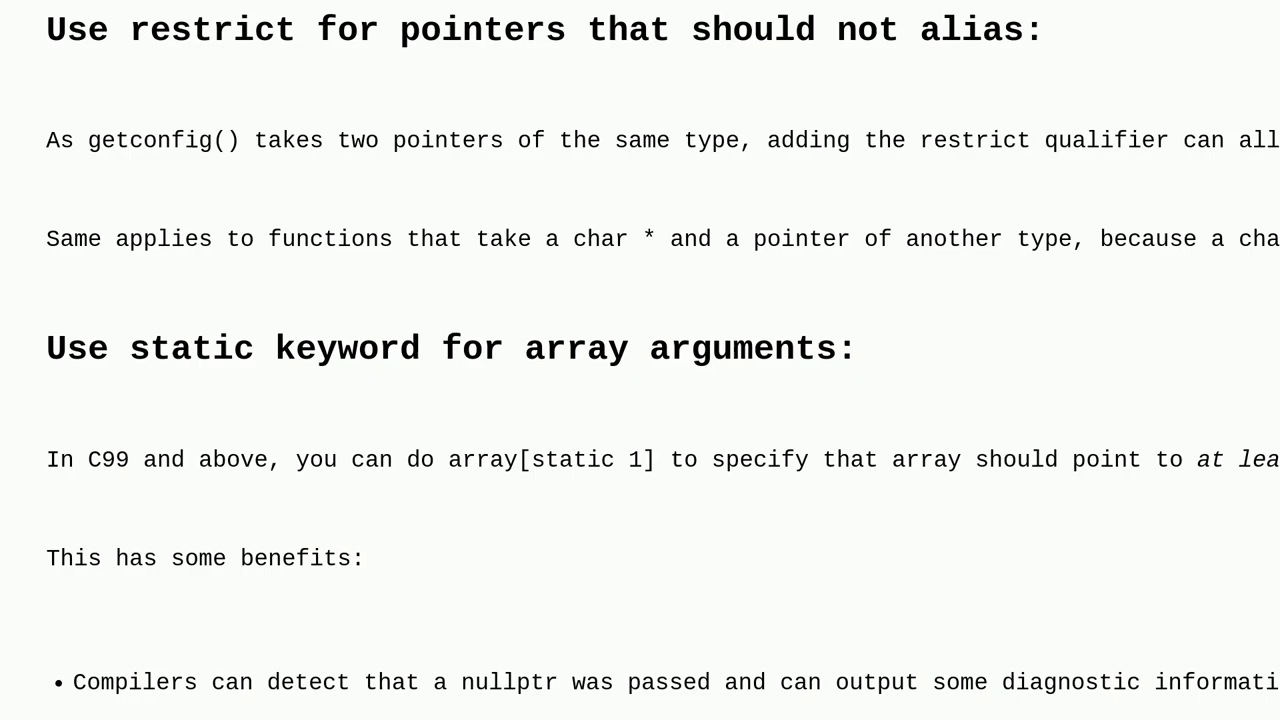 Use restrict for pointers that should not alias:
As getconfig() takes two pointers of the same type, adding the restrict qualifier can all
Same applies to functions that take a char * and a pointer of another type, because a cha
Use static keyword for array arguments:
In C99 and above, you can do array[static 1] to specify that array should point to at lea
This has some benefits:
• Compilers can detect that a nullptr was passed and can output some diagnostic informati